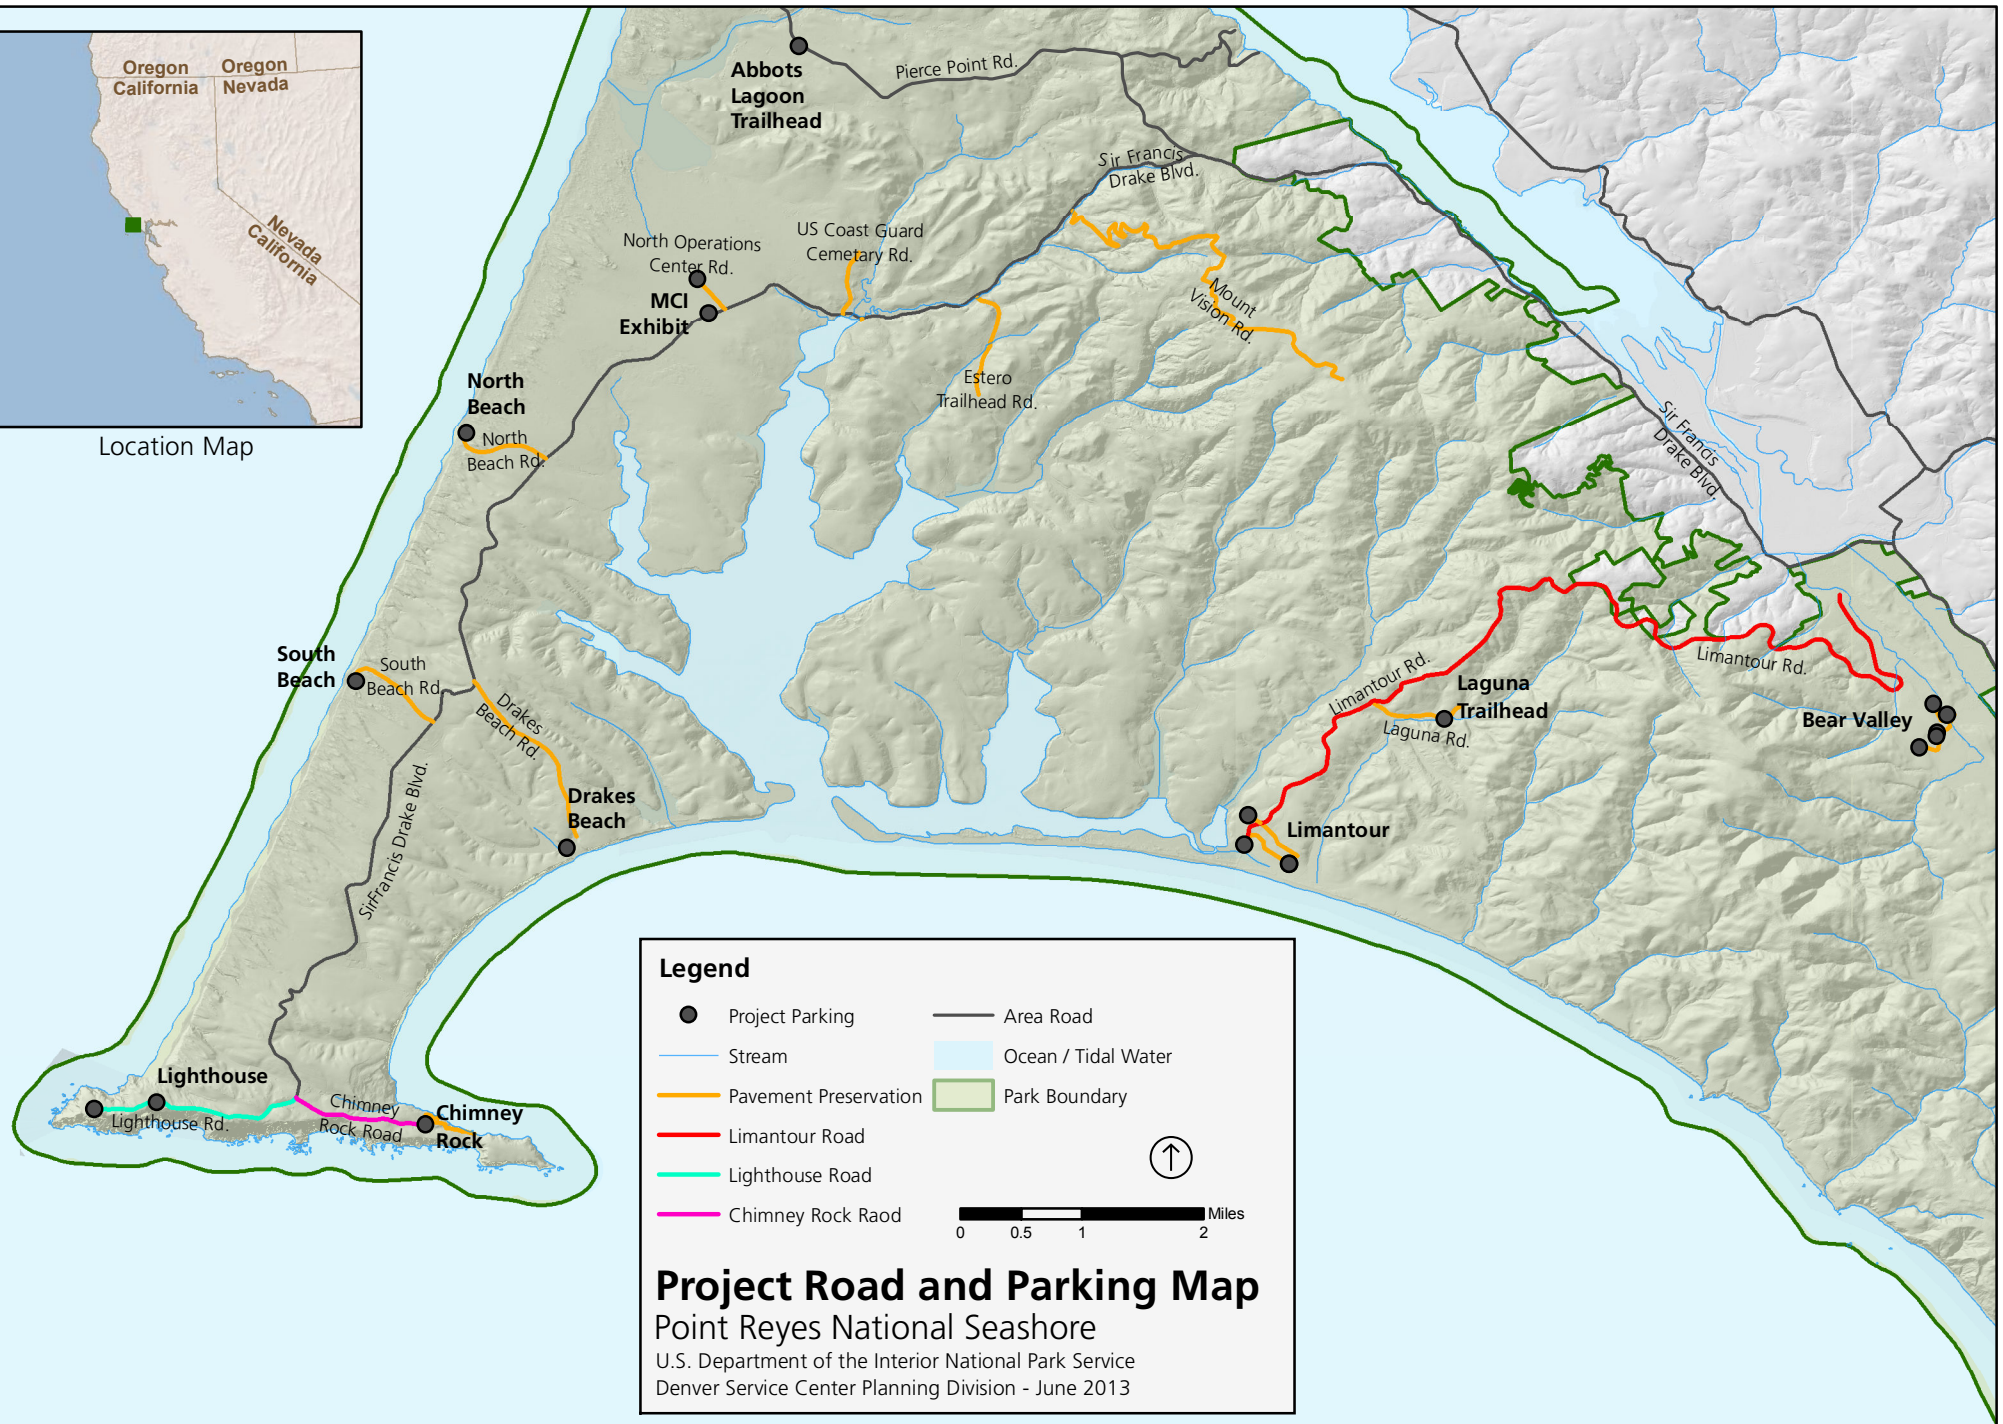 Oregon
California
Oregon
Nevada
Nevada
California
Location Map
Abbots
Lagoon
Trailhead
Pierce Point Rd.
Sir Francis
Drake Blvd.
North Operations
Center Rd.
US Coast Guard
Cemetary Rd.
MCI
Exhibit
Mount
Vision Rd.
Estero
Trailhead Rd.
North
Beach
North
Beach Rd.
Sir Francis
Drake Blvd.
South
Beach
South
Beach Rd.
Drakes
Beach Rd.
Limantour Rd.
Limantour Rd.
Laguna
Trailhead
Laguna Rd.
Bear Valley
SirFrancis Drake Blvd.
Drakes
Beach
Limantour
Lighthouse
Lighthouse Rd.
Chimney
Rock Road
Chimney
Rock
Legend
Project Parking
Stream
Pavement Preservation
Limantour Road
Lighthouse Road
Chimney Rock Raod
Area Road
Ocean / Tidal Water
Park Boundary
Miles
0 0.5 1 2
Project Road and Parking Map
Point Reyes National Seashore
U.S. Department of the Interior National Park Service
Denver Service Center Planning Division - June 2013